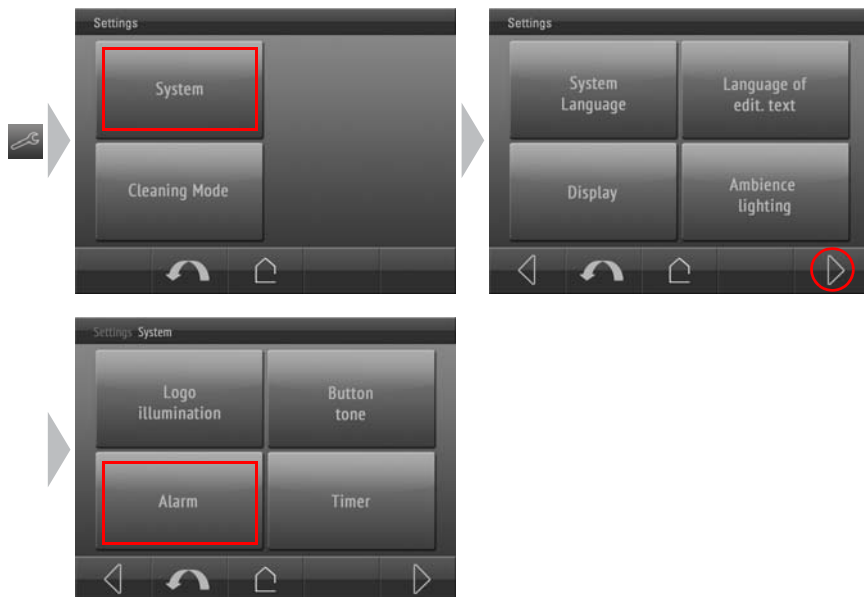 Settings
System
Cleaning Mode
Settings
System
Language
Language of
edit. text
Display
Ambience
lighting
Settings System
Logo
illumination
Button
tone
Alarm
Timer